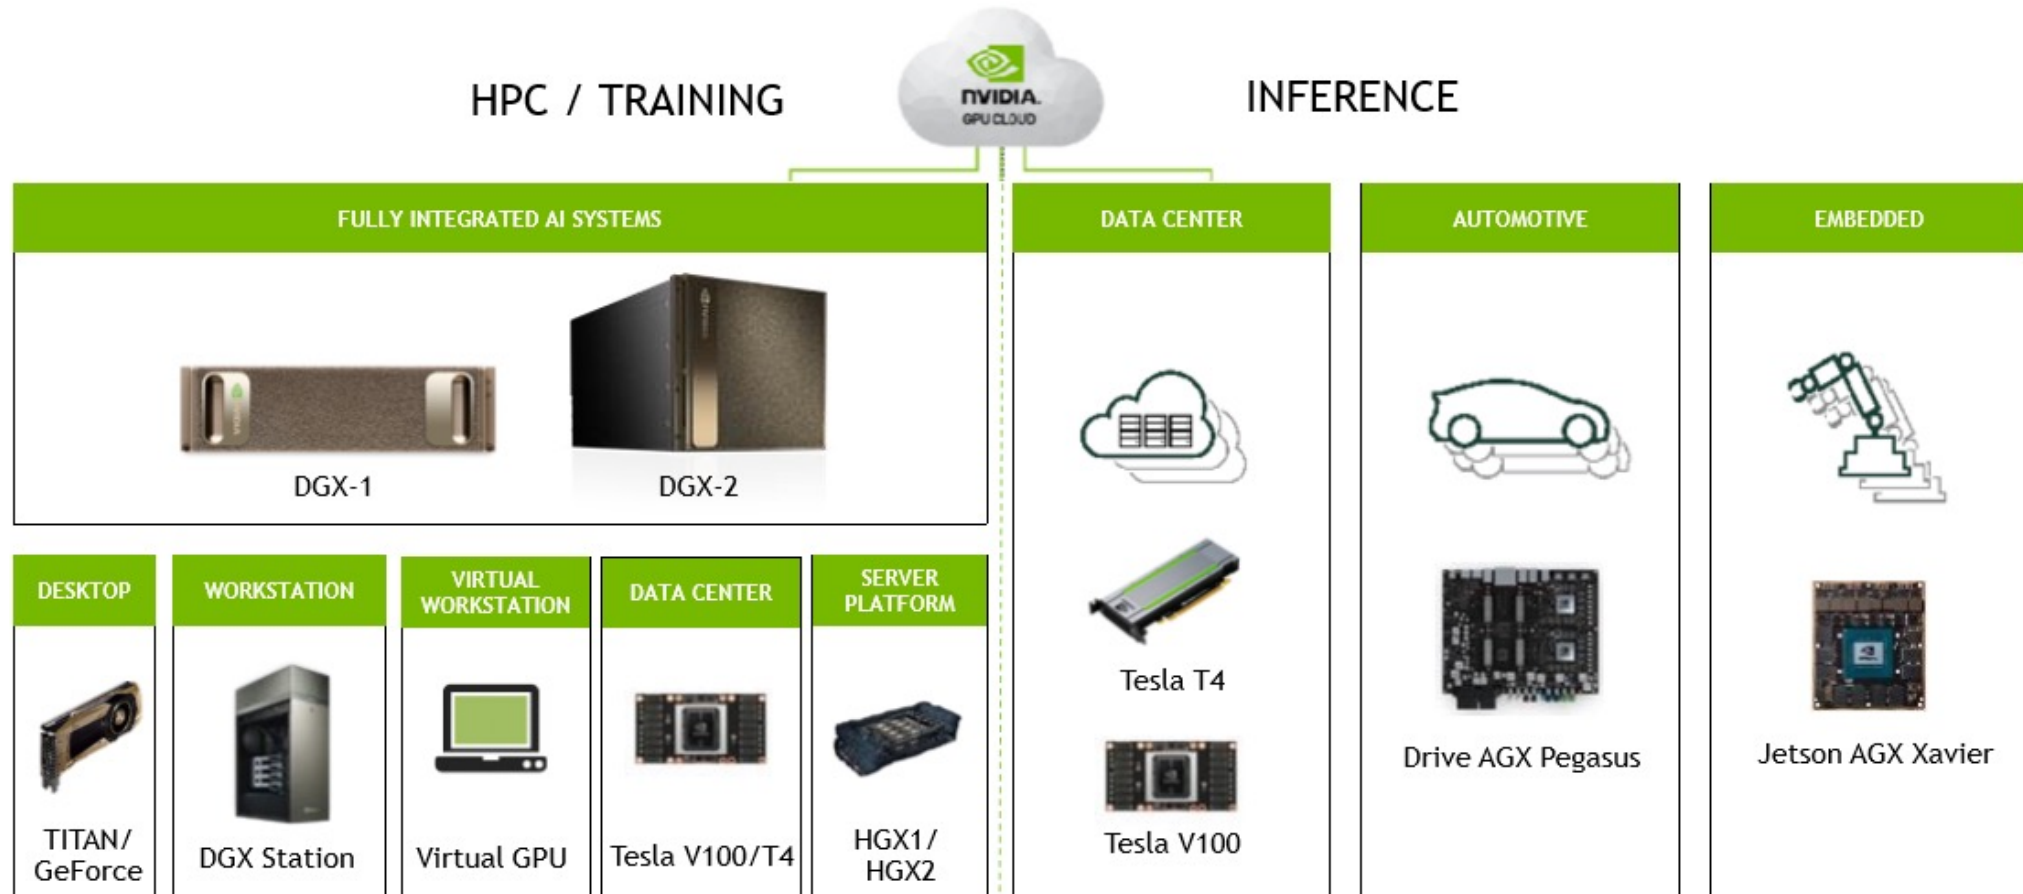 HPC / TRAINING
NVIDIA.
GPU CLOUD
INFERENCE
FULLY INTEGRATED AI SYSTEMS
DGX-1
DGX-2
DESKTOP
TITAN/
GeForce
WORKSTATION
DGX Station
VIRTUAL
WORKSTATION
Virtual GPU
DATA CENTER
Tesla V100/T4
SERVER
PLATFORM
HGX1/
HGX2
DATA CENTER
Tesla T4
Tesla V100
AUTOMOTIVE
Drive AGX Pegasus
EMBEDDED
Jetson AGX Xavier